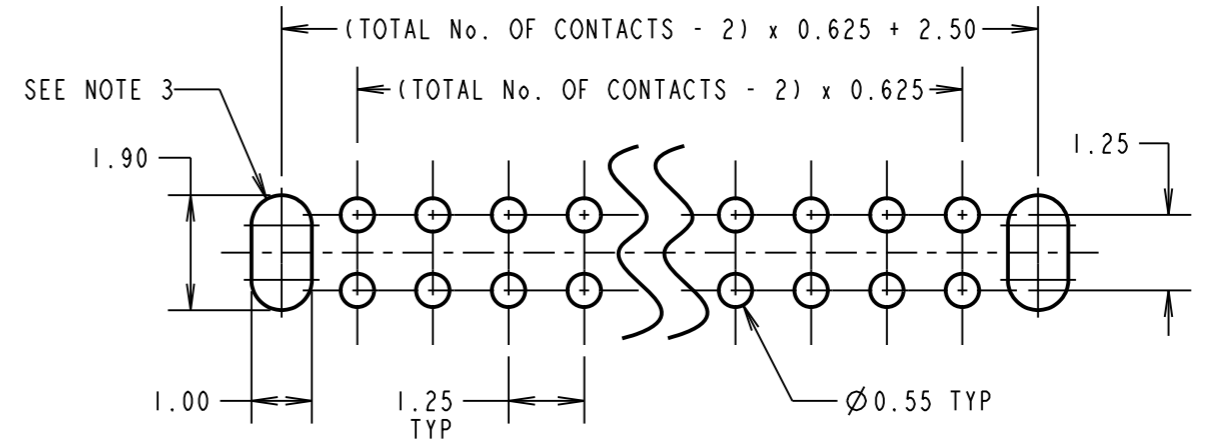 (TOTAL No. OF CONTACTS - 2) x 0.625 + 2.50
SEE NOTE 3
(TOTAL No. OF CONTACTS - 2) x 0.625
1.90
1.25
1.00
1.25
TYP
Ø0.55 TYP